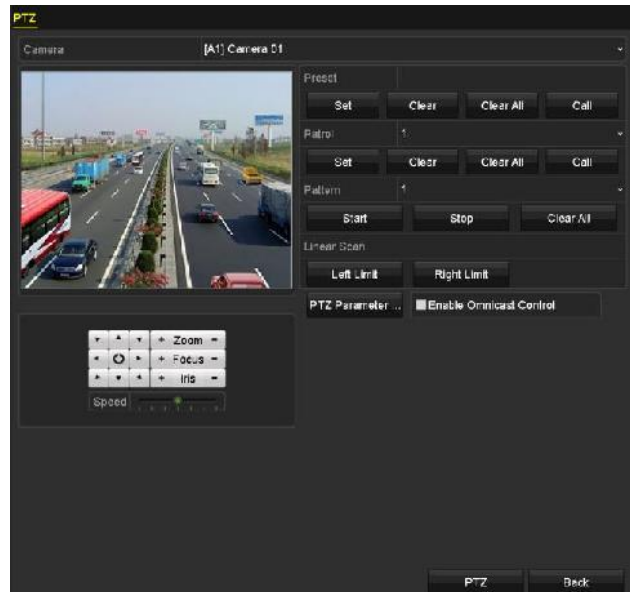 PTZ
Camera [A1] Camera 01
Preset
Set Clear Clear All Call
Patrol 1
Set Clear Clear All Call
Pattern 1
Start Stop Clear All
Linear Scan
Left Limit Right Limit
PTZ Parameter ... Enable Omnicast Control
+ Zoom -
+ Focus -
+ Iris -
Speed
PTZ Back